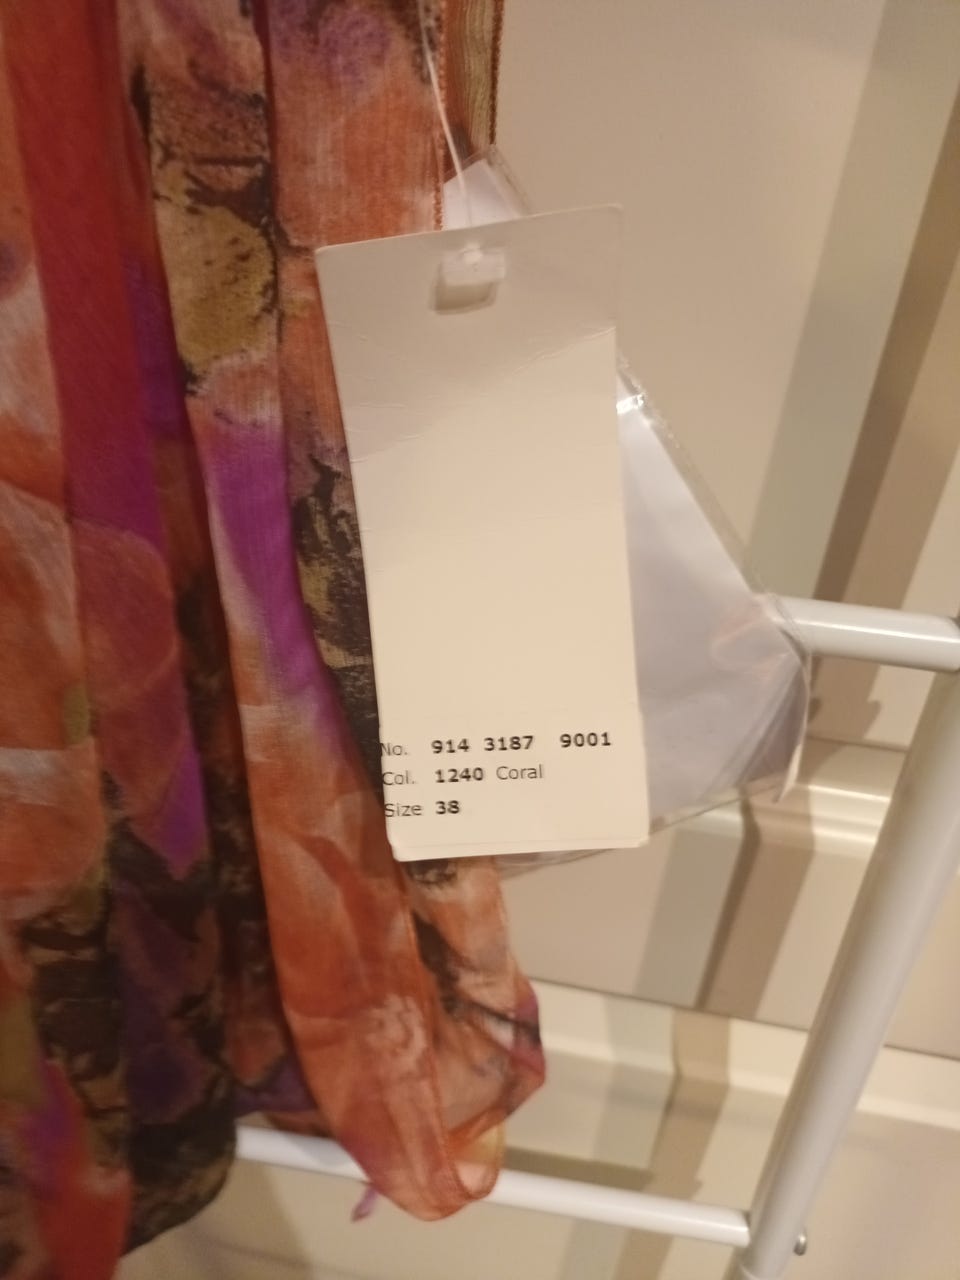 No. 914 3187 9001
Col. 1240 Coral
Size 38